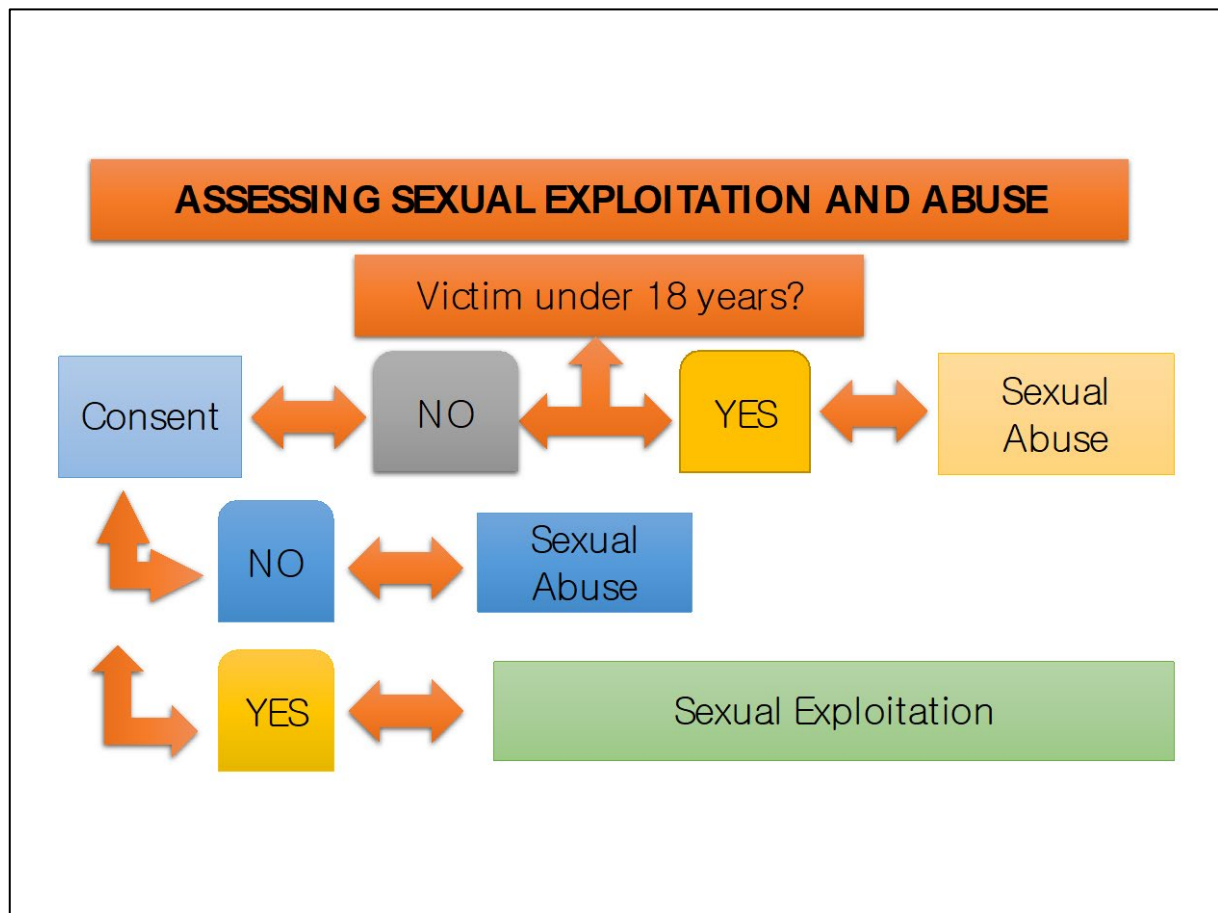 ASSESSING SEXUAL EXPLOITATION AND ABUSE
Victim under 18 years?
Consent
NO
YES
Sexual
Abuse
NO
Sexual
Abuse
YES
Sexual Exploitation